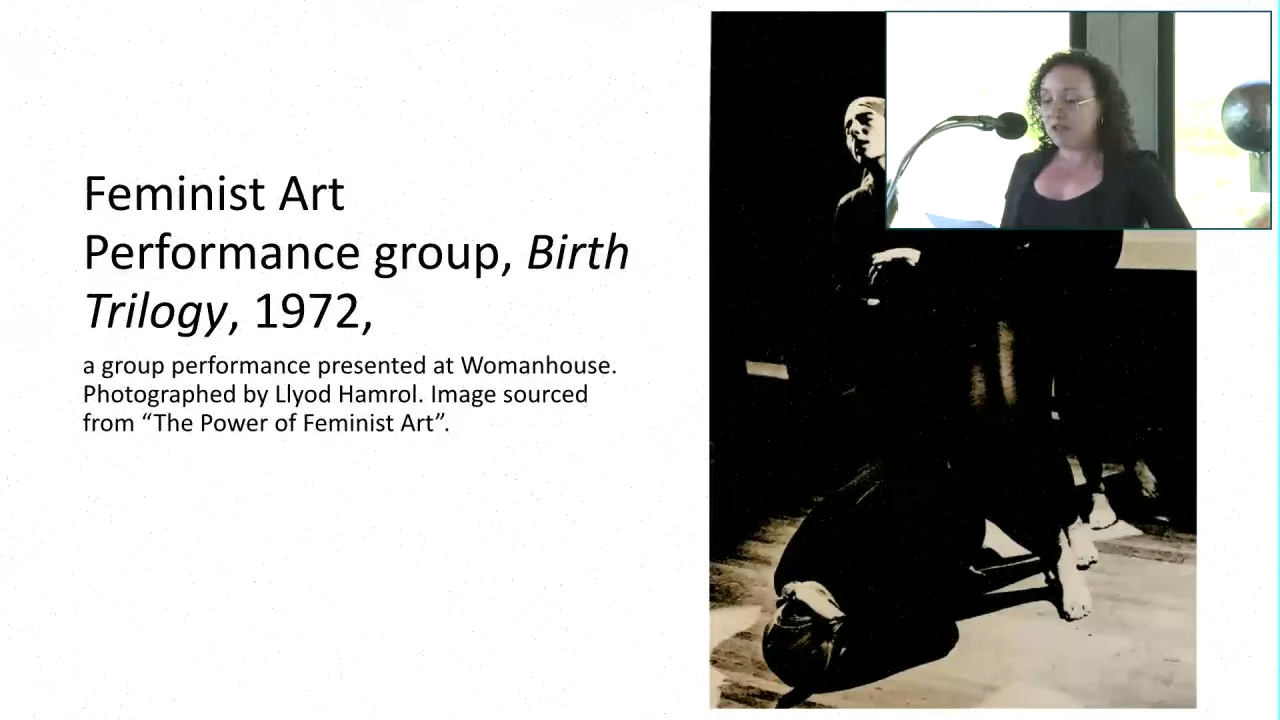 Feminist Art
Performance group, Birth
Trilogy, 1972,
a group performance presented at Womanhouse.
Photographed by Llyod Hamrol. Image sourced
from “The Power of Feminist Art”.